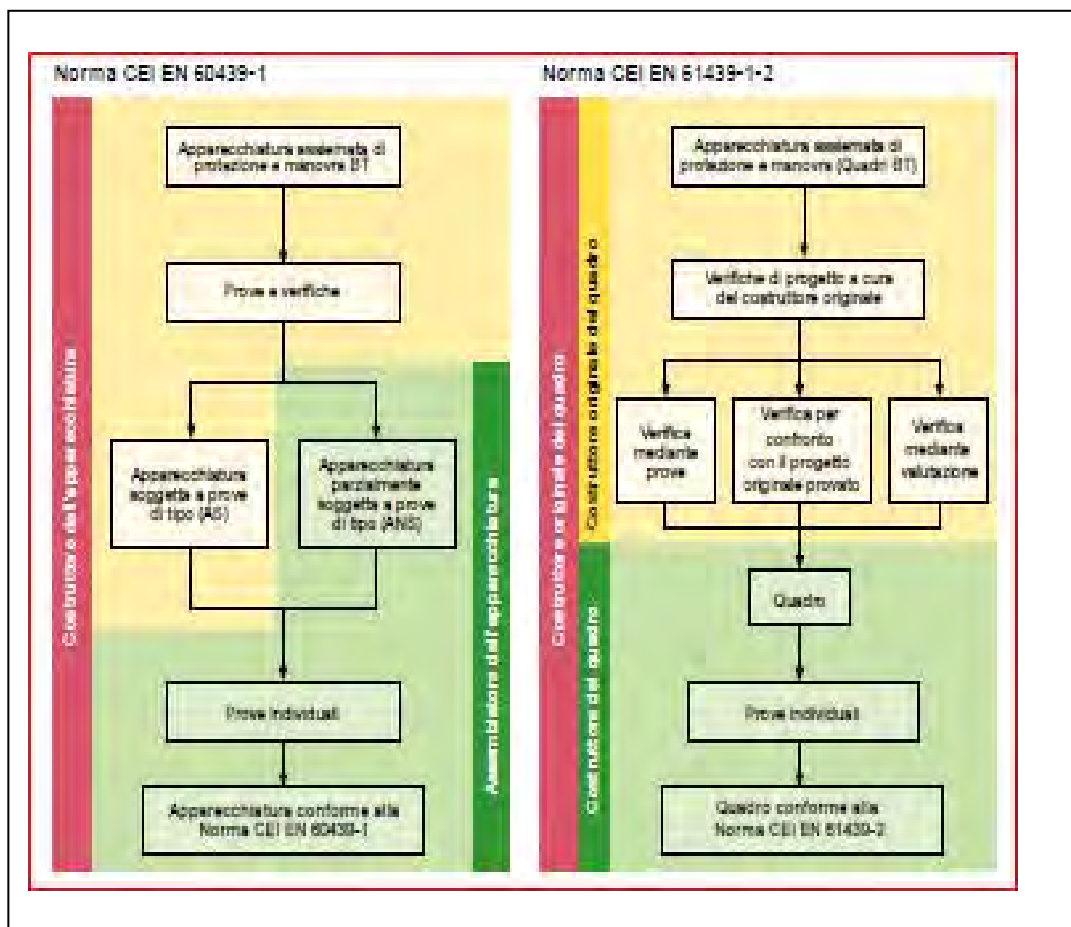 Norma CEI EN 60439-1
Costruttore dell'apparecchiatura
Apparecchiatura assiemata di
protezione e manovra BT
Prove e verifiche
Apparecchiatura
soggetta a prove
di tipo (AS)
Apparecchiatura
parzialmente
soggetta a prove
di tipo (ANS)
Prove individuali
Apparecchiatura conforme alla
Norma CEI EN 60439-1
Assemblatore dell'apparecchiatura
Norma CEI EN 61439-1-2
Costruttore originale del quadro
Costruttore originale del quadro
Costruttore del quadro
Apparecchiatura assiemata di
protezione e manovra (Quadri BT)
Verifiche di progetto a cura
del costruttore originale
Verifica
mediante
prove
Verifica per
confronto
con il progetto
originale provato
Verifica
mediante
valutazione
Quadro
Prove individuali
Quadro conforme alla
Norma CEI EN 61439-2